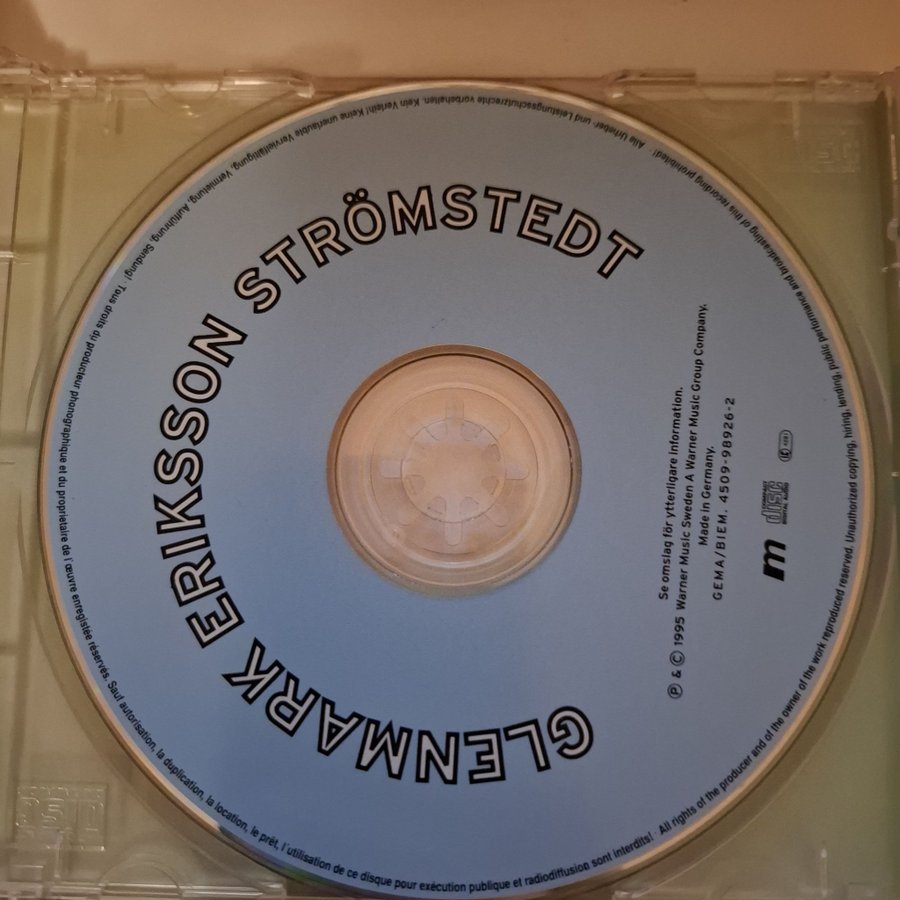 GLENMARK ERIKSSON STRÖMSTEDT
Se omslag för ytterligare information.
Ⓟ & © 1995 Warner Music Sweden A Warner Music Group Company.
Made in Germany.
GEMA/BIEM. 4509-98926-2
m
COMPACT
disc
DIGITAL AUDIO
All rights of the producer and of the owner of the work reproduced reserved. Unauthorized copying, hiring, lending, public performance and broadcasting of this recording prohibited! Alle Urheber- und Leistungsschutzrechte vorbehalten. Kein Verleih! Keine unerlaubte Vervielfältigung, Vermietung, Aufführung, Sendung! Tous droits du producteur phonographique et du propriétaire de l'œuvre enregistrée réservés. Sauf autorisation, la duplication, la location, le prêt, l'utilisation de ce disque pour exécution publique et radiodiffusion sont interdits!